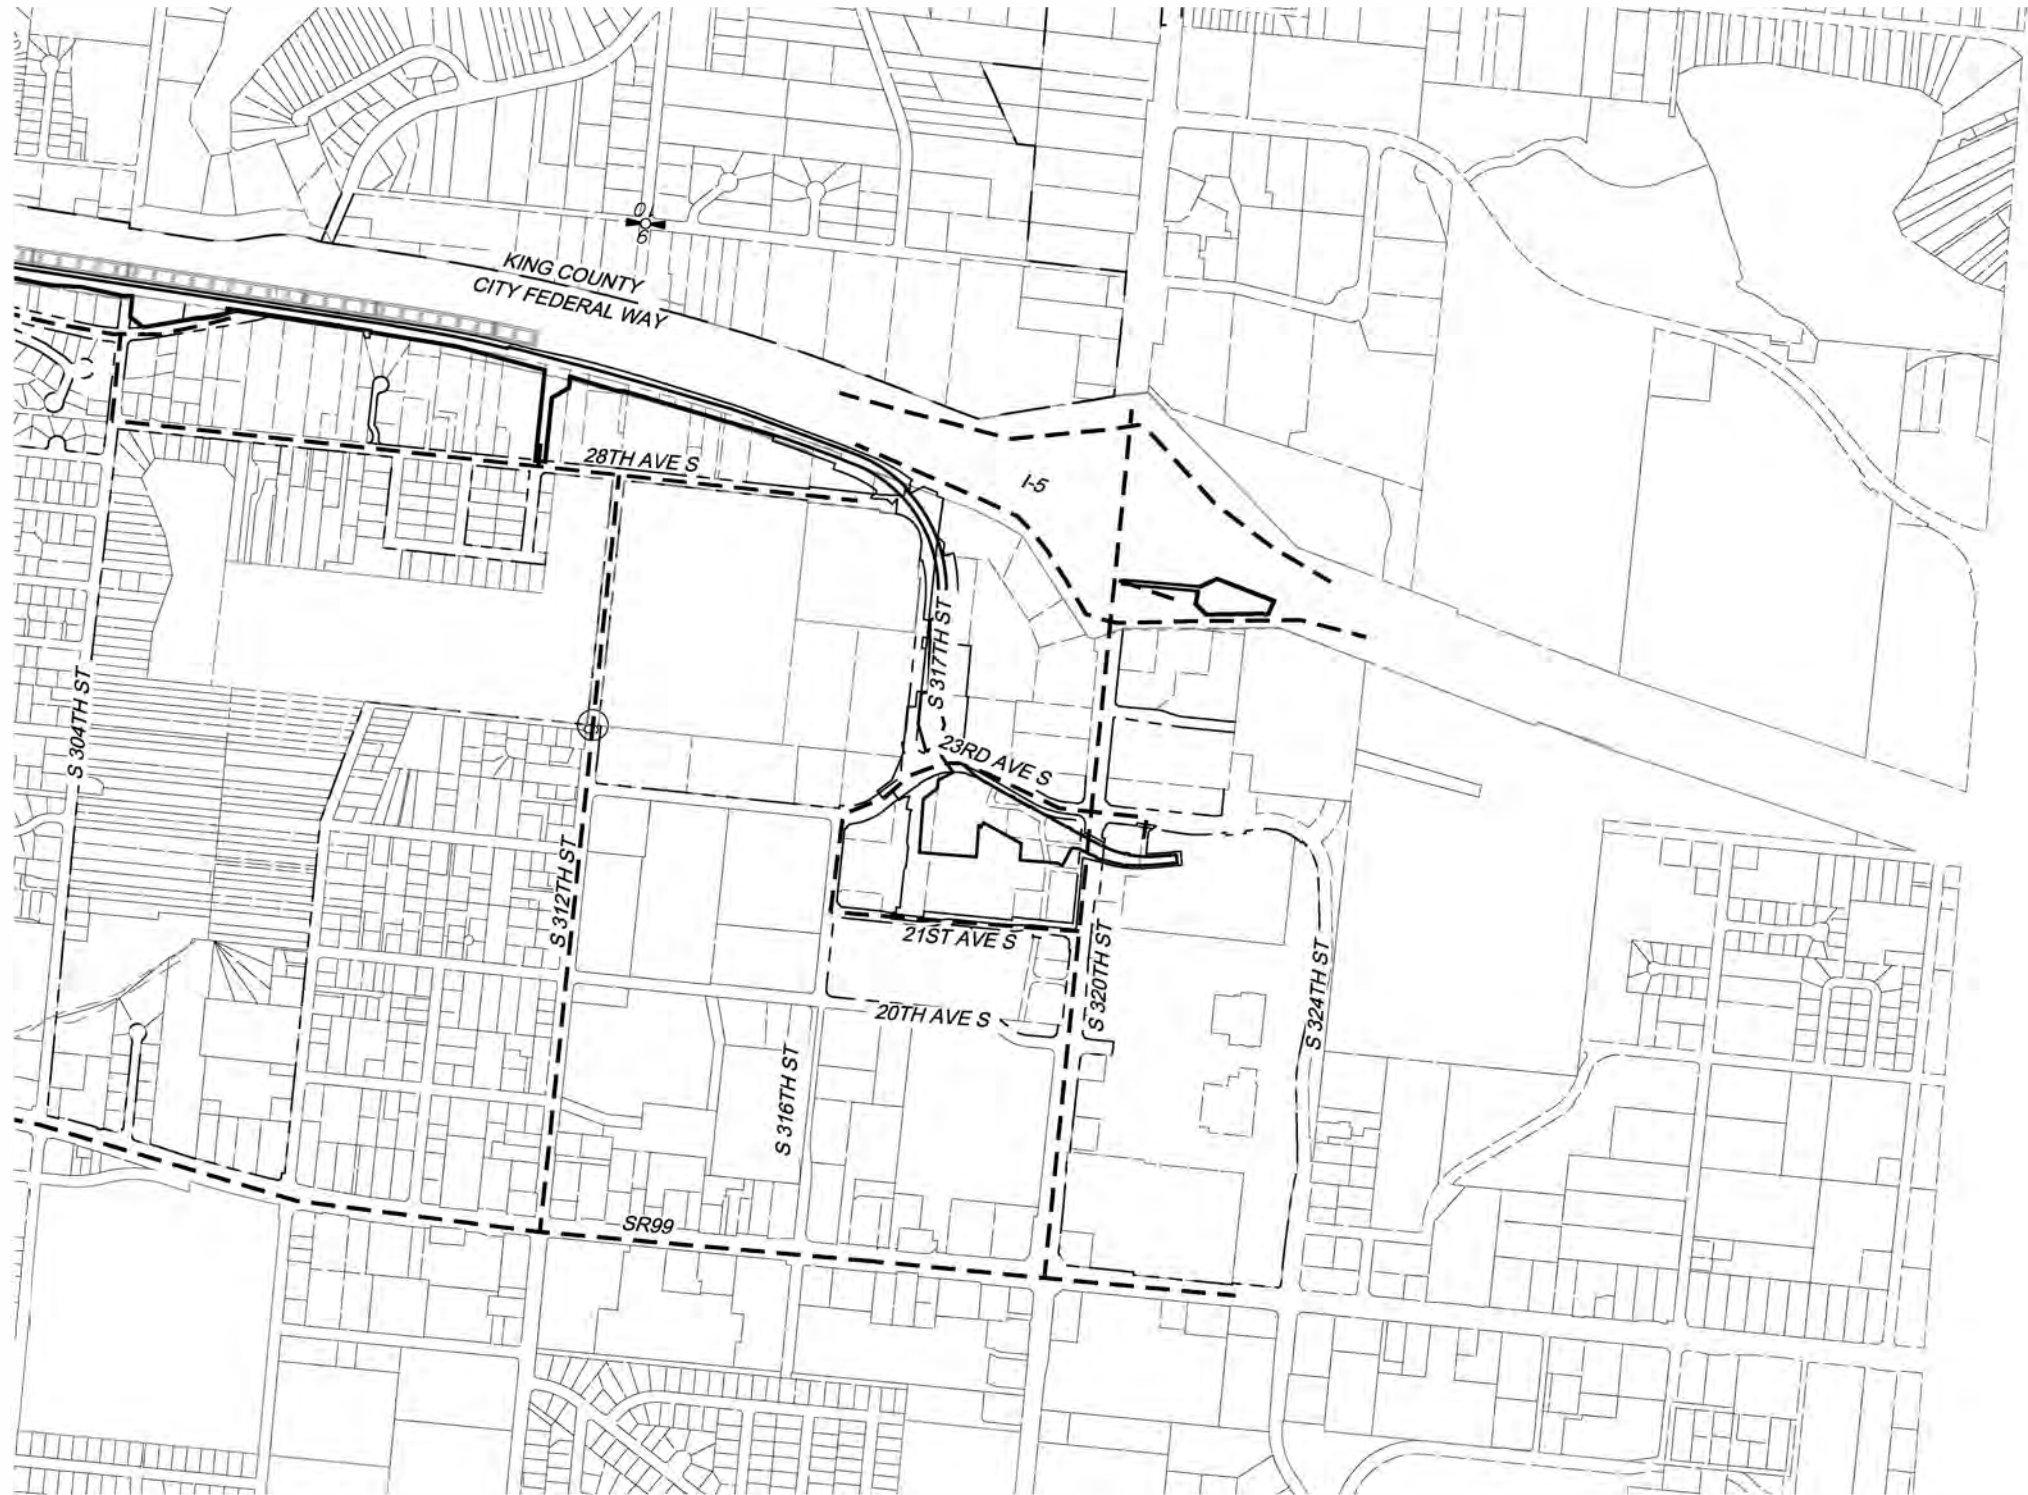 KING COUNTY
CITY FEDERAL WAY
28TH AVE S
I-5
S 317TH ST
S 304TH ST
23RD AVE S
S 312TH ST
21ST AVE S
S 320TH ST
S 324TH ST
20TH AVE S
S 316TH ST
SR99